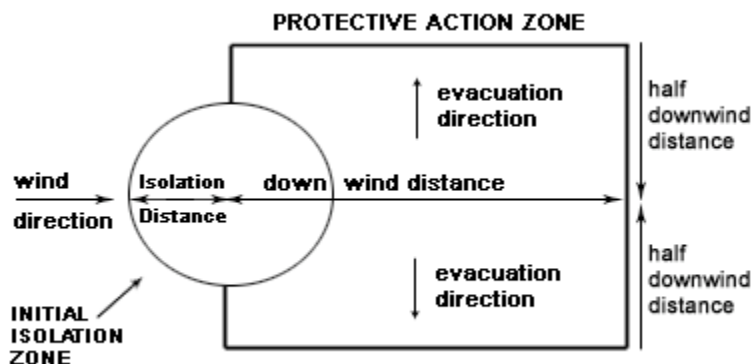 PROTECTIVE ACTION ZONE
evacuation
direction
half
downwind
distance
wind
direction
Isolation
Distance
down wind distance
evacuation
direction
half
downwind
distance
INITIAL
ISOLATION
ZONE